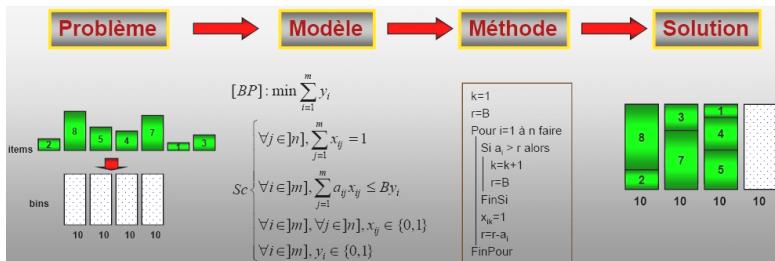 Problème Modèle Méthode Solution
items
2 8 5 4 7 1 3
bins
10 10 10 10
[BP]: min ∑_{i=1}^{m} y_i
Sc
∀j∈]n], ∑_{j=1}^{m} x_{ij} = 1
∀i∈]m], ∑_{j=1}^{m} a_{ij} x_{ij} ≤ By_i
∀i∈]m], ∀j∈]n], x_{ij} ∈ {0,1}
∀i∈]m], y_i ∈ {0,1}
k=1
r=B
Pour i=1 à n faire
Si a_i > r alors
k=k+1
r=B
FinSi
x_{ik}=1
r=r-a_i
FinPour
8 2
3 7
1 4 5
10 10 10 10